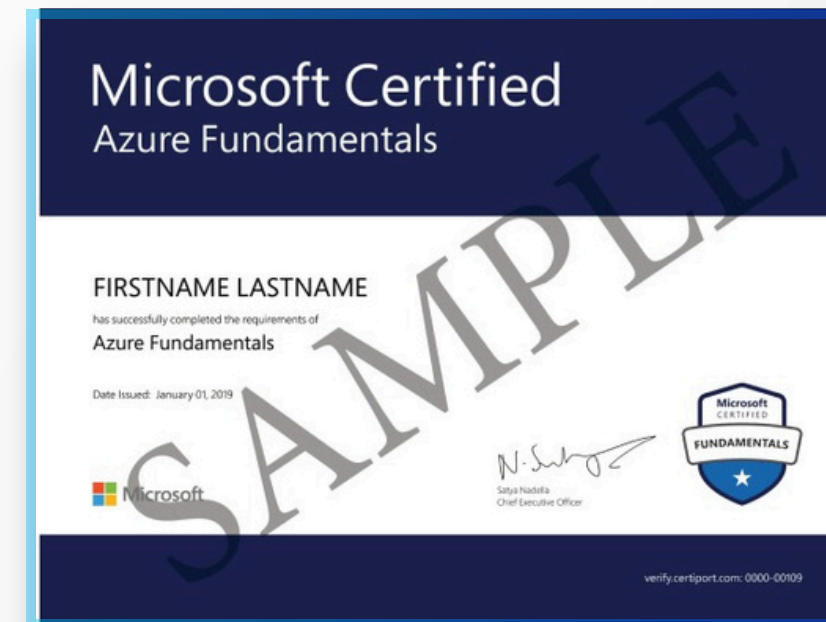 Microsoft Certified
Azure Fundamentals
FIRSTNAME LASTNAME
has successfully completed the requirements of
Azure Fundamentals
Date Issued: January 01, 2019
SAMPLE
Microsoft
CERTIFIED
FUNDAMENTALS
N. Sat
Satya Nadella
Chief Executive Officer
Microsoft
verify.certiport.com: 0000-00109